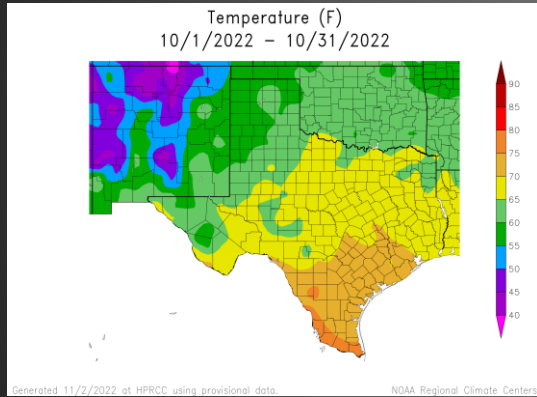 Temperature (F)
10/1/2022 – 10/31/2022
90
85
80
75
70
65
60
55
50
45
40
Generated 11/2/2022 at HPRCC using provisional data.
NOAA Regional Climate Centers